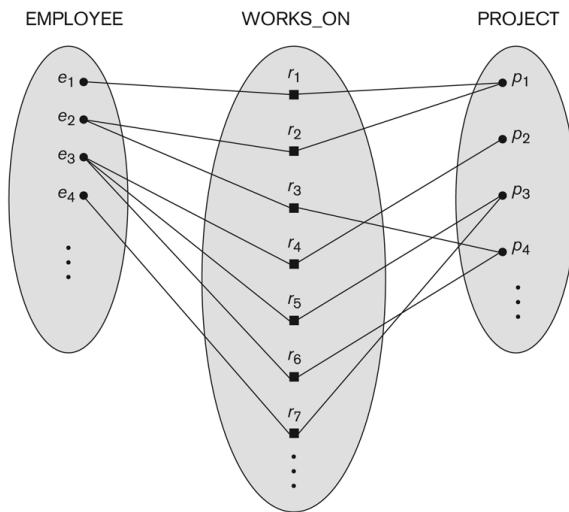 EMPLOYEE
WORKS_ON
PROJECT
e1
e2
e3
e4
r1
r2
r3
r4
r5
r6
r7
p1
p2
p3
p4